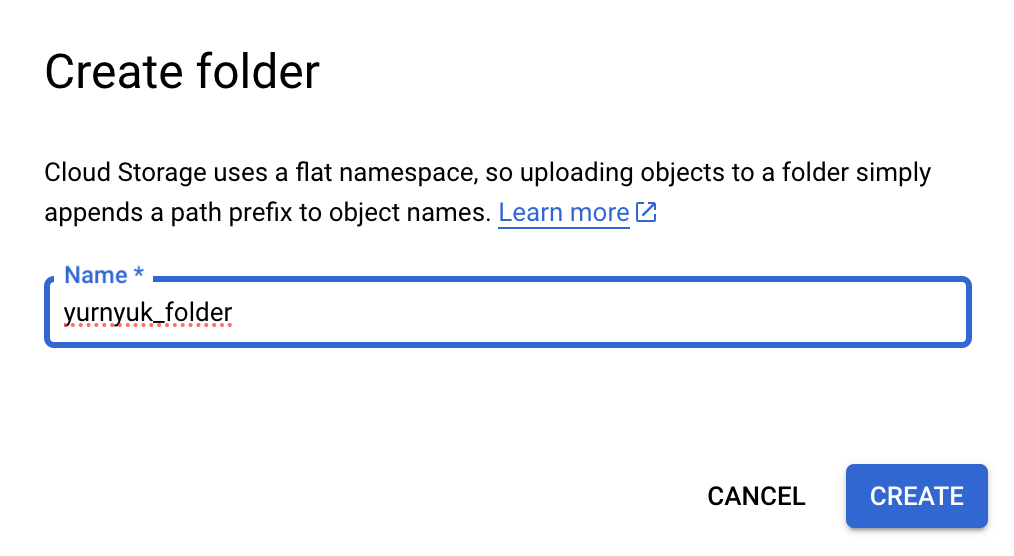 Create folder
Cloud Storage uses a flat namespace, so uploading objects to a folder simply
appends a path prefix to object names. Learn more
Name *
yurnyuk_folder
CANCEL
CREATE